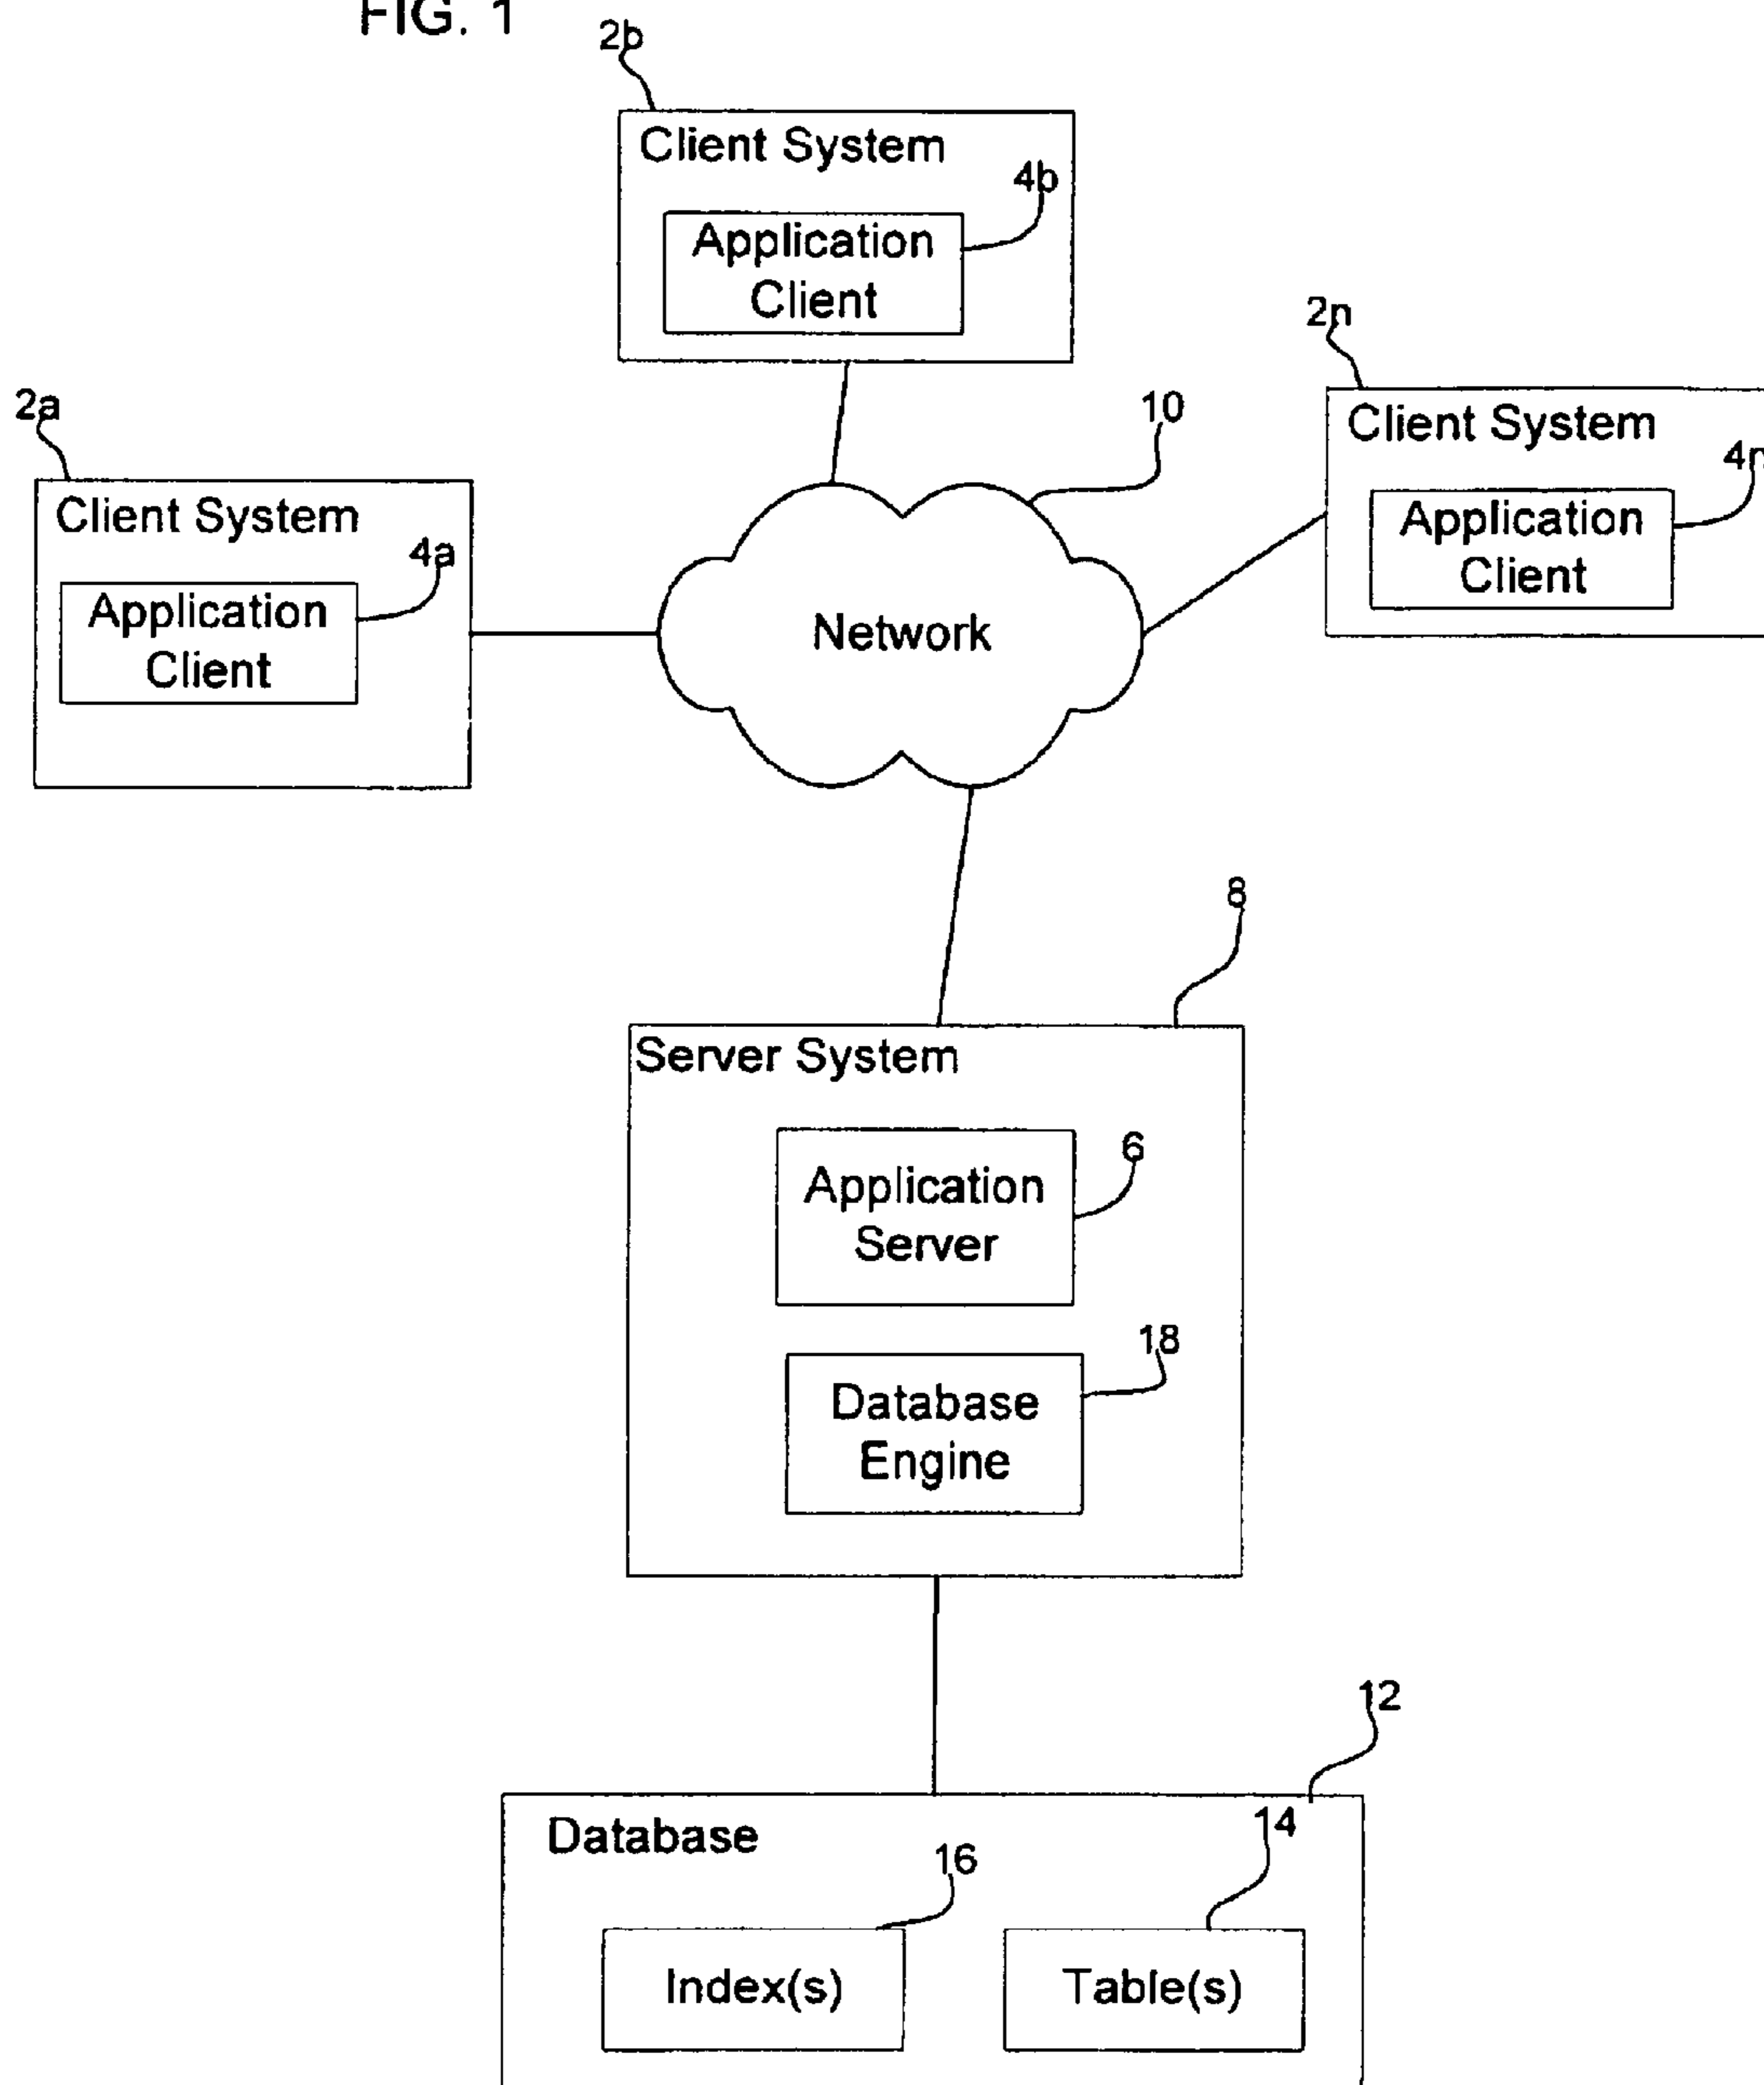 FIG. 1
2b
Client System
4b
Application
Client
2n
Client System
4n
Application
Client
2a
Client System
4a
Application
Client
10
Network
8
Server System
6
Application
Server
18
Database
Engine
12
Database
14
16
Index(s)
Table(s)